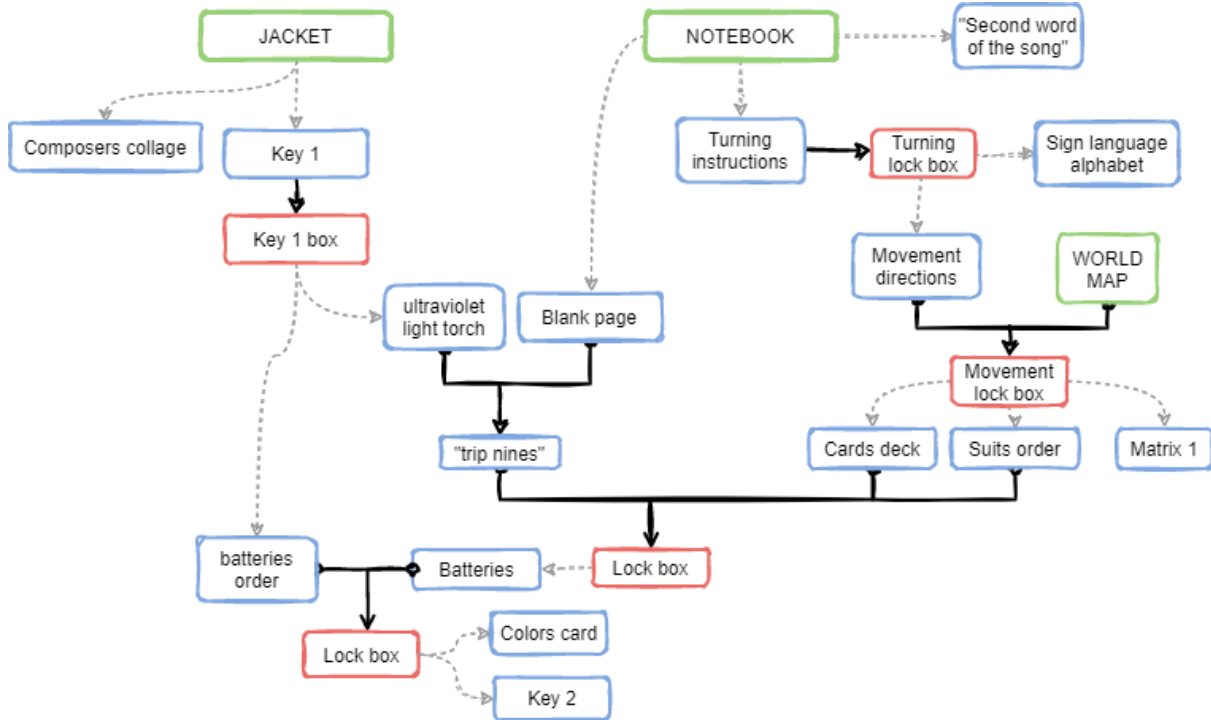 JACKET
NOTEBOOK
"Second word
of the song"
Composers collage
Key 1
Turning
instructions
Turning
lock box
Sign language
alphabet
Key 1 box
Movement
directions
WORLD
MAP
ultraviolet
light torch
Blank page
Movement
lock box
"trip nines"
Cards deck
Suits order
Matrix 1
batteries
order
Batteries
Lock box
Lock box
Colors card
Key 2